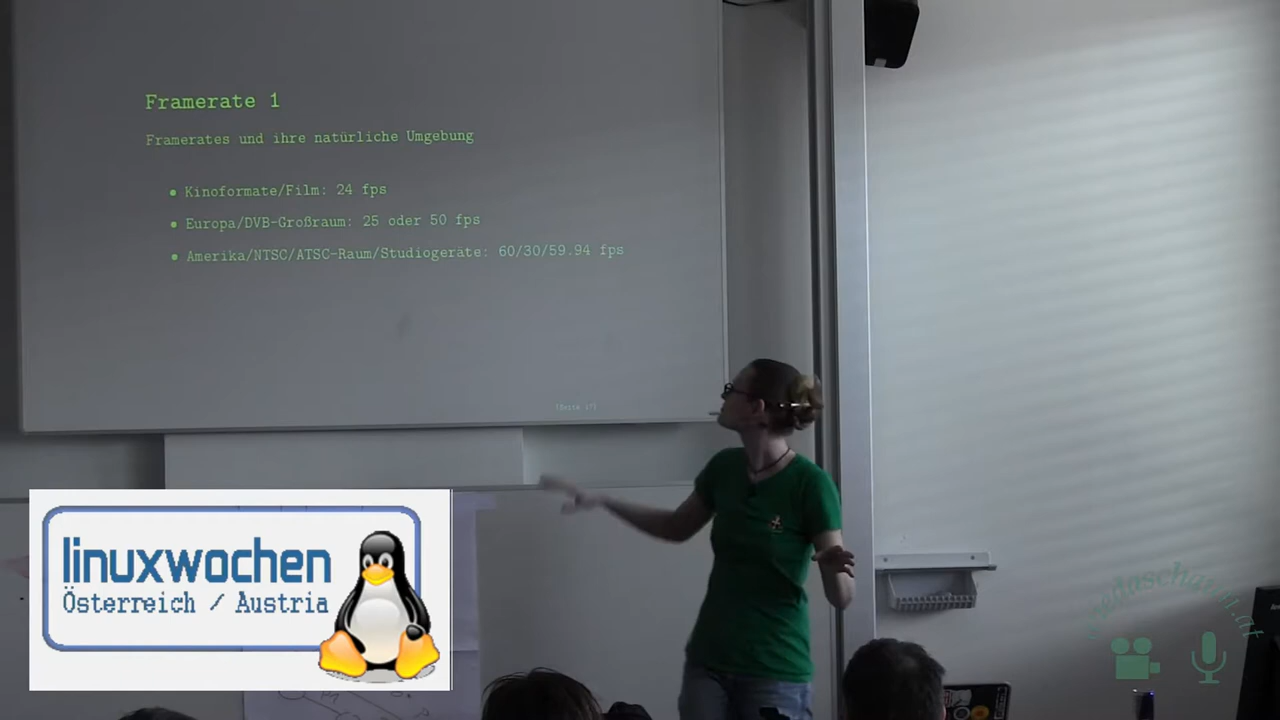 Framerate 1
Framerates und ihre natürliche Umgebung
• Kinoformate/Film: 24 fps
• Europa/DVB-Großraum: 25 oder 50 fps
• Amerika/NTSC/ATSC-Raum/Studiogeräte: 60/30/59.94 fps
linuxwochen
Österreich / Austria